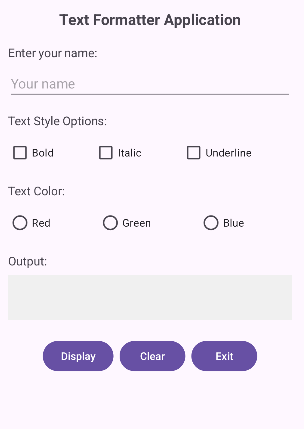 Text Formatter Application
Enter your name:
Your name
Text Style Options:
Bold Italic Underline
Text Color:
Red Green Blue
Output:
Display Clear Exit